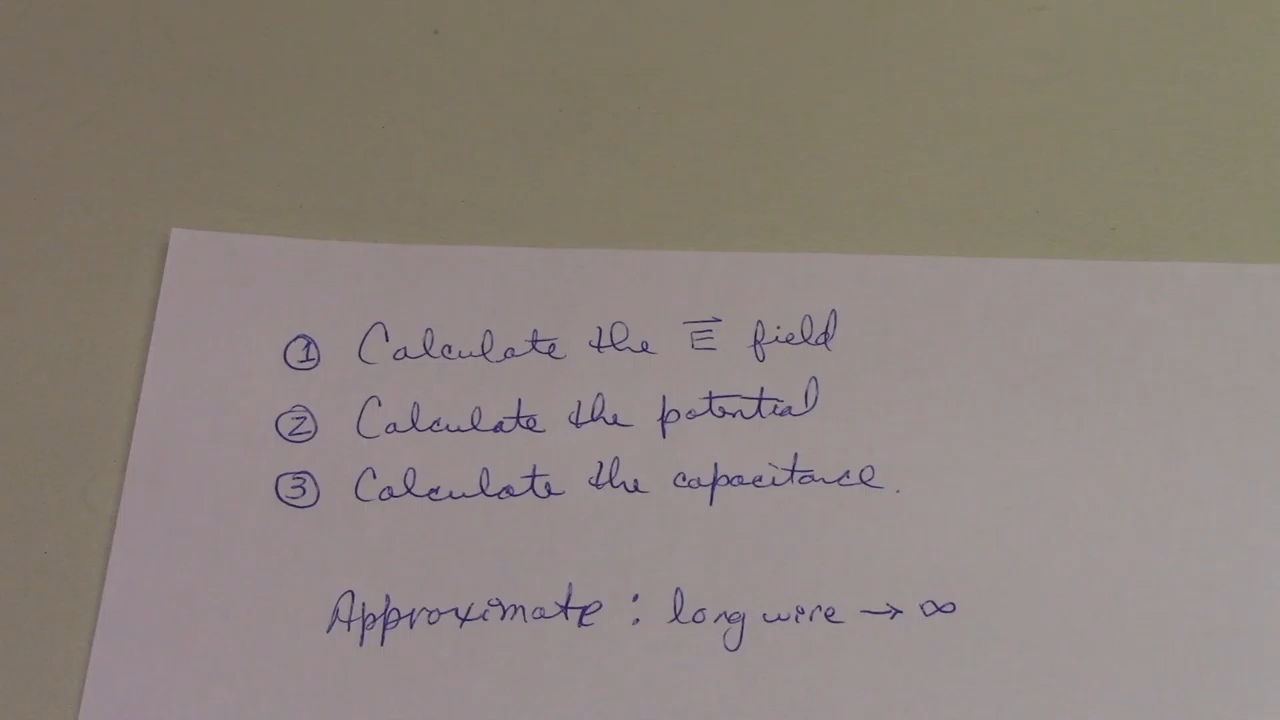 ① Calculate the E⃗ field
② Calculate the potential
③ Calculate the capacitance.
Approximate : long wire → ∞